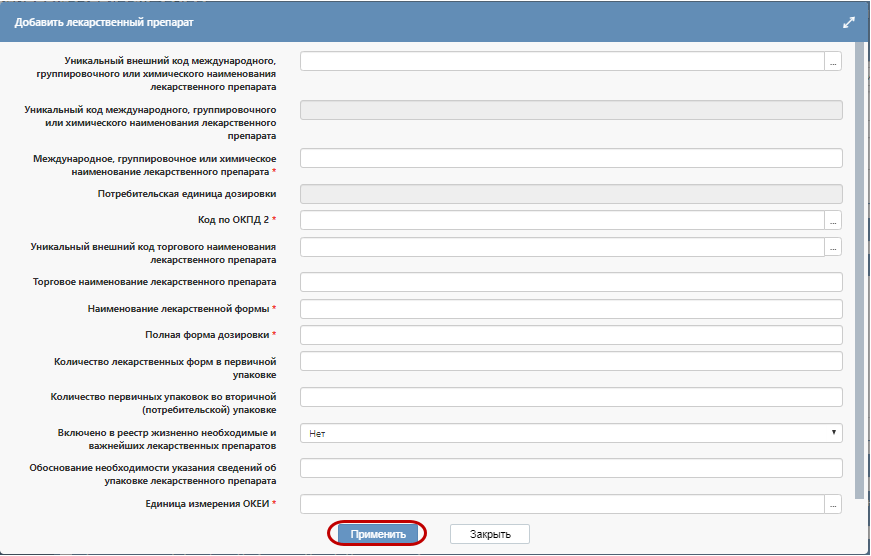 Добавить лекарственный препарат
Уникальный внешний код международного,
группировочного или химического наименования
лекарственного препарата
...
Уникальный код международного, группировочного
или химического наименования лекарственного
препарата
Международное, группировочное или химическое
наименование лекарственного препарата *
Потребительская единица дозировки
Код по ОКПД 2 *
...
Уникальный внешний код торгового наименования
лекарственного препарата
...
Торговое наименование лекарственного препарата
Наименование лекарственной формы *
Полная форма дозировки *
Количество лекарственных форм в первичной
упаковке
Количество первичных упаковок во вторичной
(потребительской) упаковке
Включено в реестр жизненно необходимые и
важнейших лекарственных препаратов
Нет
Обоснование необходимости указания сведений об
упаковке лекарственного препарата
Единица измерения ОКЕИ *
...
Применить
Закрыть